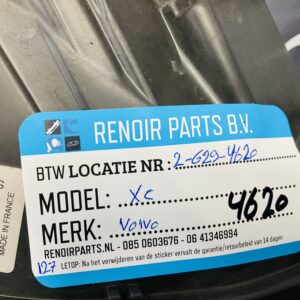 RENOIR PARTS B.V.
BTW LOCATIE NR : 2-629-4620
MODEL: XC
4620
MERK: VOLVO
RENOIRPARTS.NL - 085 0603676 - 06 41346994
127 LETOP: Na het verwijderen van de sticker vervalt de garantie/retourbeleid van 14 dagen
MADE IN FRANCE